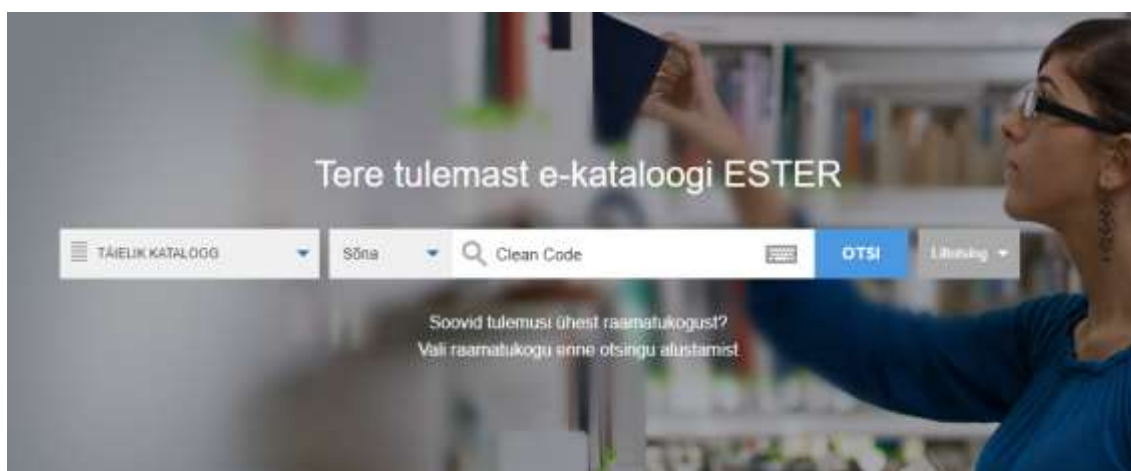 Tere tulemast e-kataloogi ESTER
TÄIELIK KATALOOG Sõna Clean Code OTSI Liitotsing
Soovid tulemusi ühest raamatukogust?
Vali raamatukogu enne otsingu alustamist